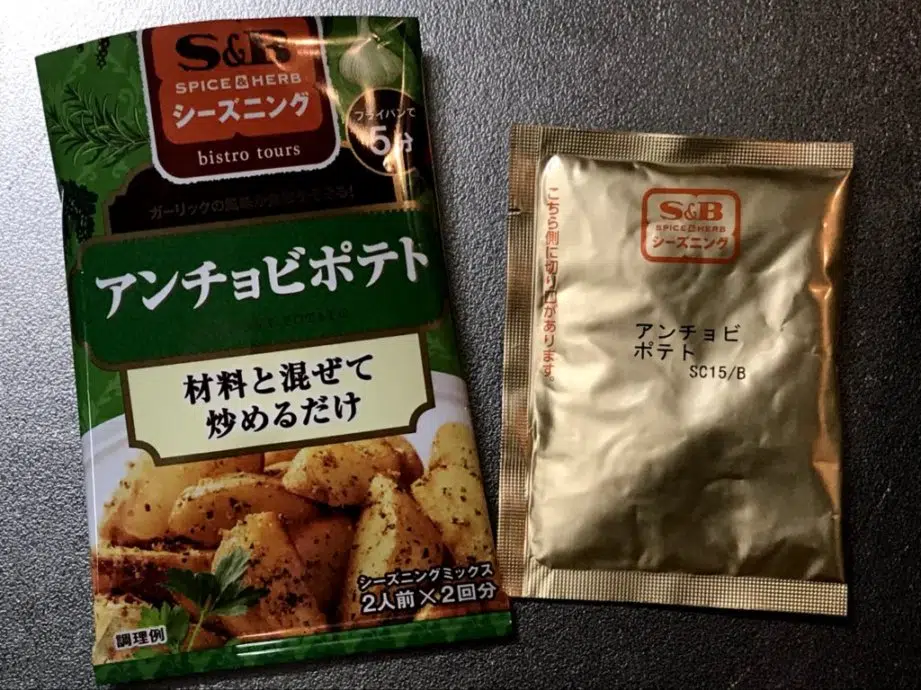 S&B
SPICE & HERB
シーズニング
bistro tours
フライパンで
5分
アンチョビポテト
材料と混ぜて
炒めるだけ
シーズニングミックス
2人前×2回分
調理例
S&B
SPICE & HERB
シーズニング
こちら側に切り口があります。
アンチョビ
ポテト
SC15/B